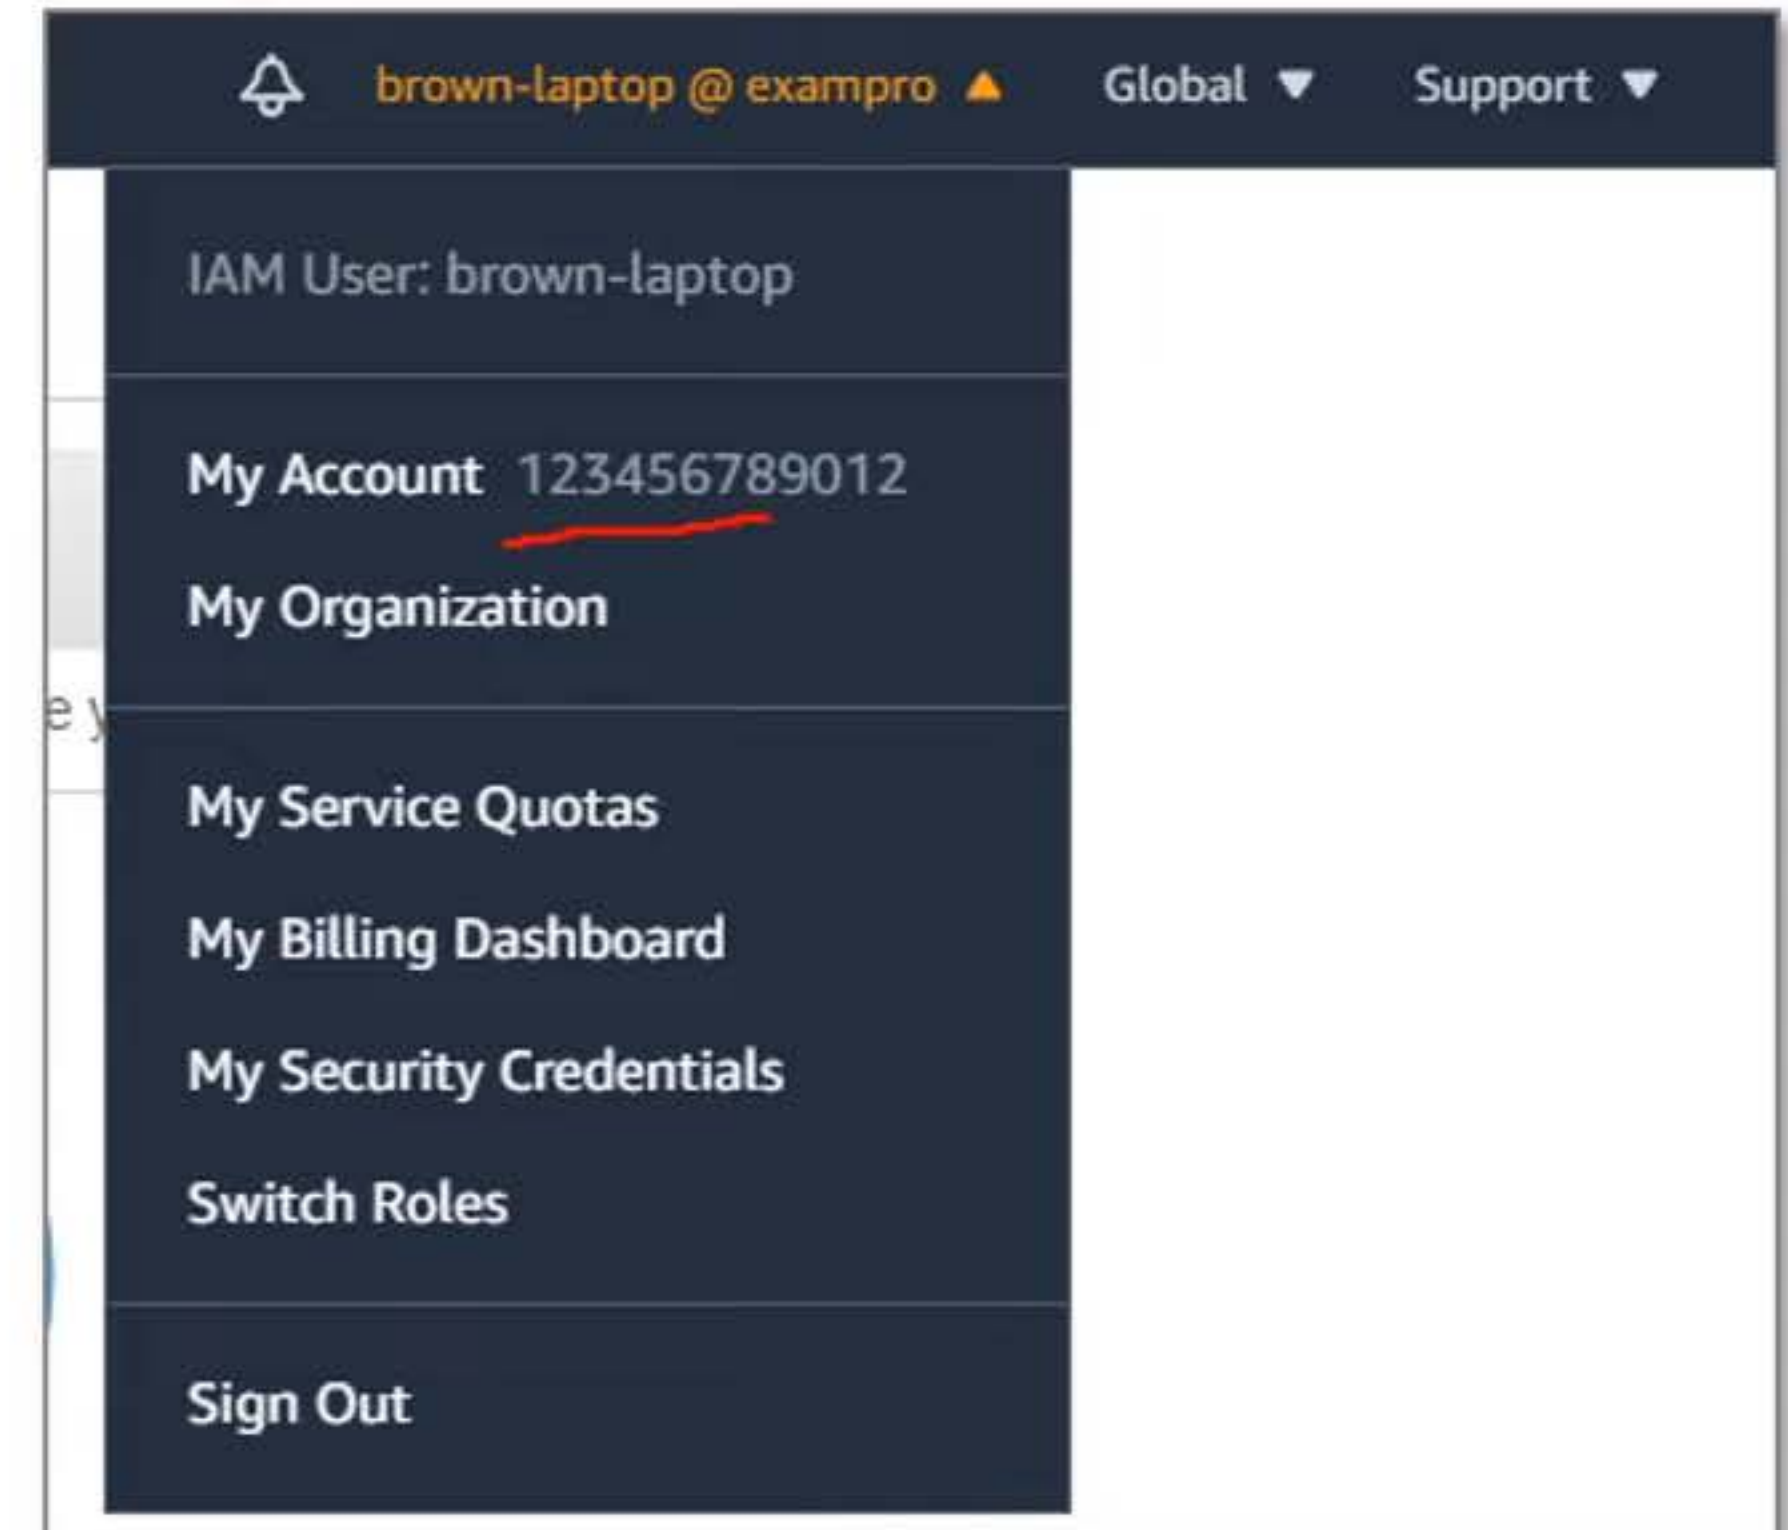 brown-laptop @ exampro ▲ Global ▼ Support ▼
IAM User: brown-laptop
My Account 123456789012
My Organization
e y
My Service Quotas
My Billing Dashboard
My Security Credentials
Switch Roles
Sign Out